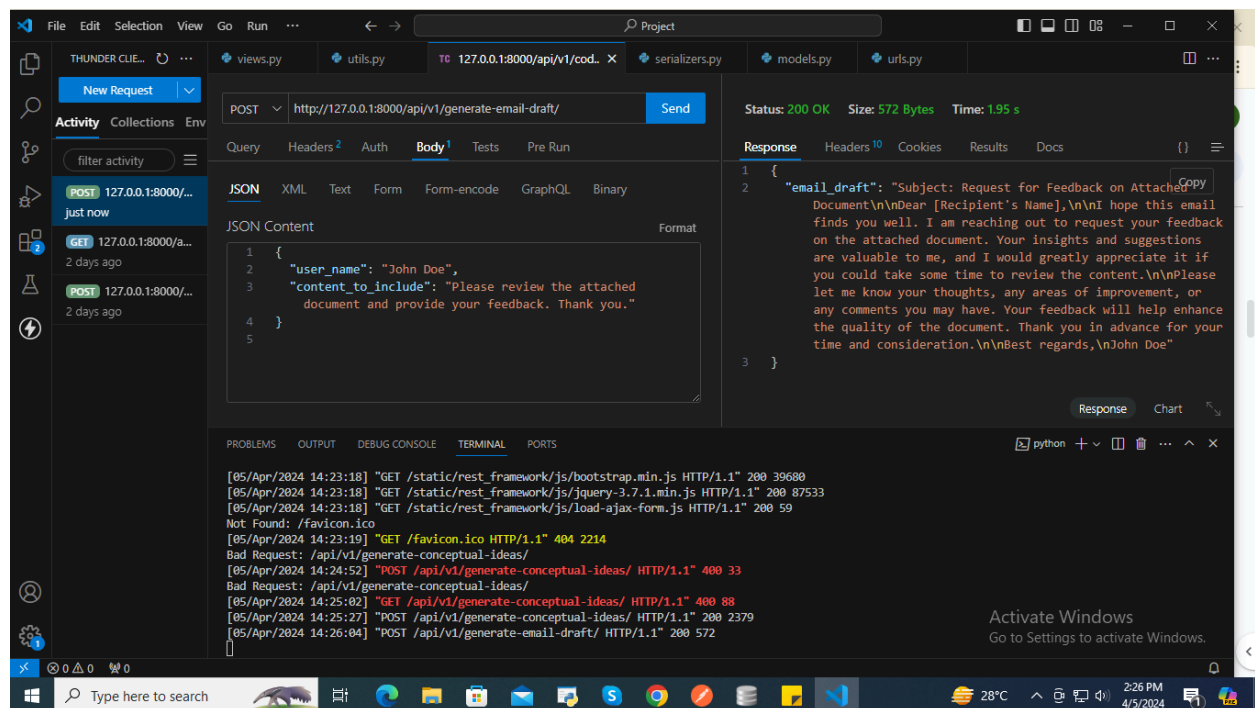 File Edit Selection View Go Run ··· ← → Project
THUNDER CLIE... ···
views.py utils.py TC 127.0.0.1:8000/api/v1/cod.. × serializers.py models.py urls.py ···
New Request
Activity Collections Env
filter activity
POST 127.0.0.1:8000/...
just now
GET 127.0.0.1:8000/a...
2 days ago
POST 127.0.0.1:8000/...
2 days ago
POST http://127.0.0.1:8000/api/v1/generate-email-draft/ Send
Query Headers 2 Auth Body 1 Tests Pre Run
JSON XML Text Form Form-encode GraphQL Binary
JSON Content Format
1 {
2 "user_name": "John Doe",
3 "content_to_include": "Please review the attached
document and provide your feedback. Thank you."
4 }
5
Status: 200 OK Size: 572 Bytes Time: 1.95 s
Response Headers 10 Cookies Results Docs {}
Copy
1 {
2 "email_draft": "Subject: Request for Feedback on Attached
Document\n\nDear [Recipient's Name],\n\nI hope this email
finds you well. I am reaching out to request your feedback
on the attached document. Your insights and suggestions
are valuable to me, and I would greatly appreciate it if
you could take some time to review the content.\n\nPlease
let me know your thoughts, any areas of improvement, or
any comments you may have. Your feedback will help enhance
the quality of the document. Thank you in advance for your
time and consideration.\n\nBest regards,\nJohn Doe"
3 }
Response Chart
PROBLEMS OUTPUT DEBUG CONSOLE TERMINAL PORTS python ···
[05/Apr/2024 14:23:18] "GET /static/rest_framework/js/bootstrap.min.js HTTP/1.1" 200 39680
[05/Apr/2024 14:23:18] "GET /static/rest_framework/js/jquery-3.7.1.min.js HTTP/1.1" 200 87533
[05/Apr/2024 14:23:18] "GET /static/rest_framework/js/load-ajax-form.js HTTP/1.1" 200 59
Not Found: /favicon.ico
[05/Apr/2024 14:23:19] "GET /favicon.ico HTTP/1.1" 404 2214
Bad Request: /api/v1/generate-conceptual-ideas/
[05/Apr/2024 14:24:52] "POST /api/v1/generate-conceptual-ideas/ HTTP/1.1" 400 33
Bad Request: /api/v1/generate-conceptual-ideas/
[05/Apr/2024 14:25:02] "GET /api/v1/generate-conceptual-ideas/ HTTP/1.1" 400 88
[05/Apr/2024 14:25:27] "POST /api/v1/generate-conceptual-ideas/ HTTP/1.1" 200 2379
[05/Apr/2024 14:26:04] "POST /api/v1/generate-email-draft/ HTTP/1.1" 200 572
Activate Windows
Go to Settings to activate Windows.
2
1
0 0 0
Type here to search
S
28°C
2:26 PM
4/5/2024
1
PRE